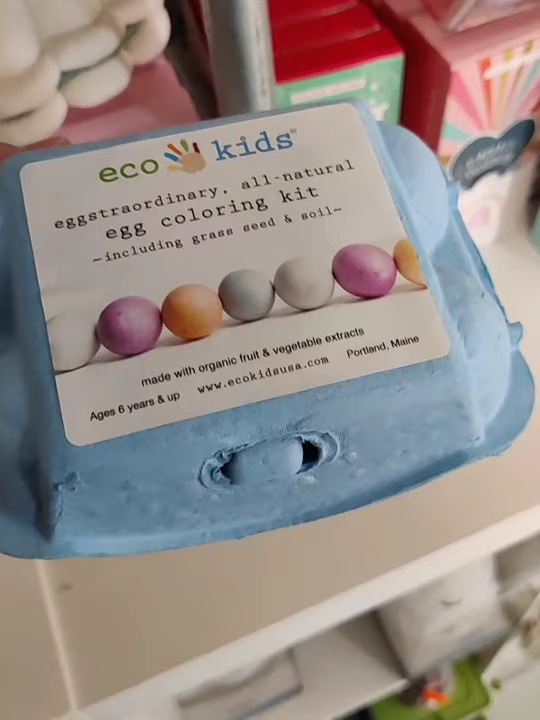 eco kids®
eggstraordinary, all-natural
egg coloring kit
~including grass seed & soil~
made with organic fruit & vegetable extracts
Ages 6 years & up www.ecokidsusa.com Portland, Maine